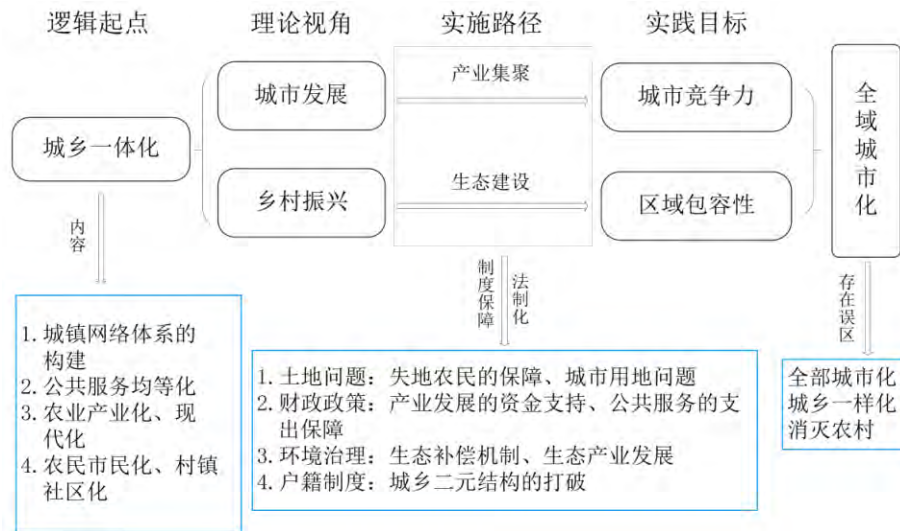 逻辑起点
理论视角
实施路径
实践目标
城市发展
产业集聚
城市竞争力
城乡一体化
全域城市化
乡村振兴
生态建设
区域包容性
内容
制度保障
法制化
存在误区
1. 城镇网络体系的
构建
2. 公共服务均等化
3. 农业产业化、现
代化
4. 农民市民化、村镇
社区化
1. 土地问题：失地农民的保障、城市用地问题
2. 财政政策：产业发展的资金支持、公共服务的支
出保障
3. 环境治理：生态补偿机制、生态产业发展
4. 户籍制度：城乡二元结构的打破
全部城市化
城乡一样化
消灭农村